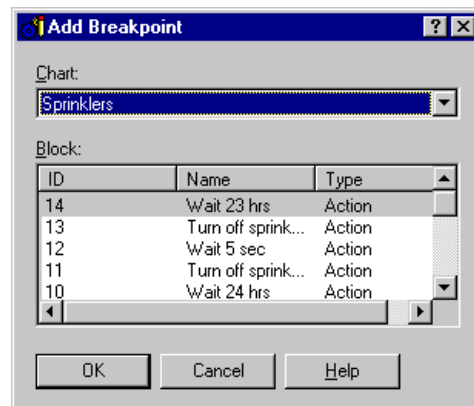 Add Breakpoint
Chart:
Sprinklers
Block:
ID Name Type
14 Wait 23 hrs Action
13 Turn off sprink... Action
12 Wait 5 sec Action
11 Turn off sprink... Action
10 Wait 24 hrs Action
OK Cancel Help